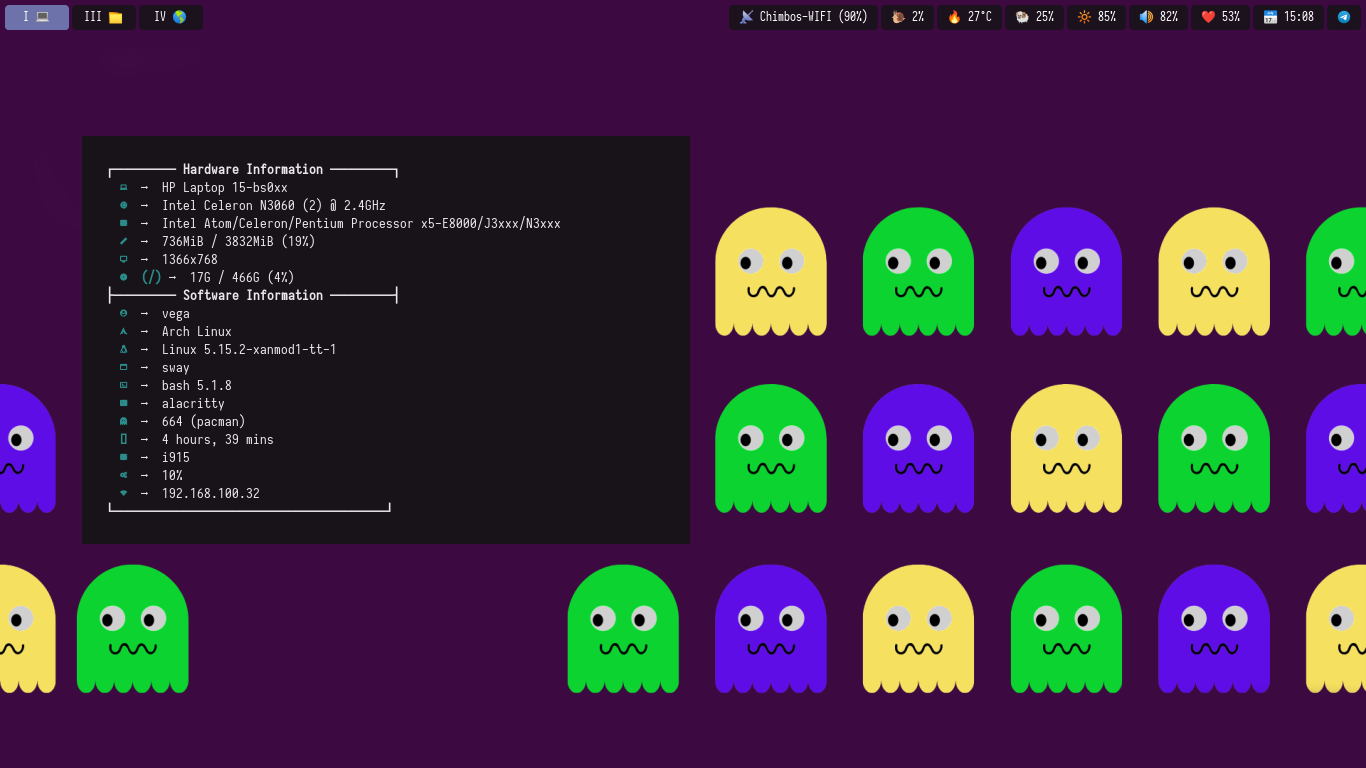 I 💻 III 📁 IV 🌎 📡 Chimbos-WIFI (90%) 🐌 2% 🔥 27°C 🐏 25% 🔆 85% 🔊 82% ❤️ 53% 📅 15:08
Hardware Information
→ HP Laptop 15-bs0xx
→ Intel Celeron N3060 (2) @ 2.4GHz
→ Intel Atom/Celeron/Pentium Processor x5-E8000/J3xxx/N3xxx
→ 736MiB / 3832MiB (19%)
→ 1366x768
(/) → 17G / 466G (4%)
Software Information
→ vega
→ Arch Linux
→ Linux 5.15.2-xanmod1-tt-1
→ sway
→ bash 5.1.8
→ alacritty
→ 664 (pacman)
→ 4 hours, 39 mins
→ i915
→ 10%
→ 192.168.100.32